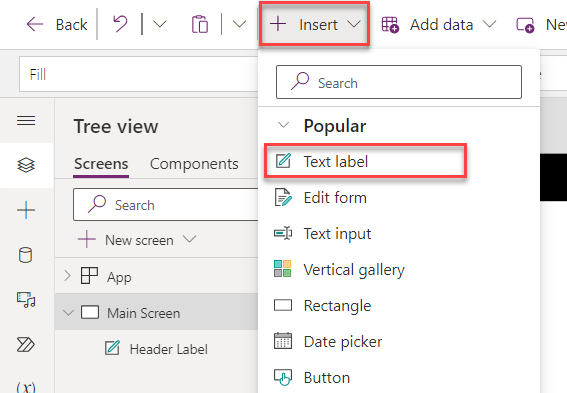 Back Insert Add data New
Fill
Search
Tree view
Popular
Screens Components
Text label
Search
Edit form
New screen
Text input
App
Vertical gallery
Main Screen
Rectangle
Header Label
Date picker
Button
(x)